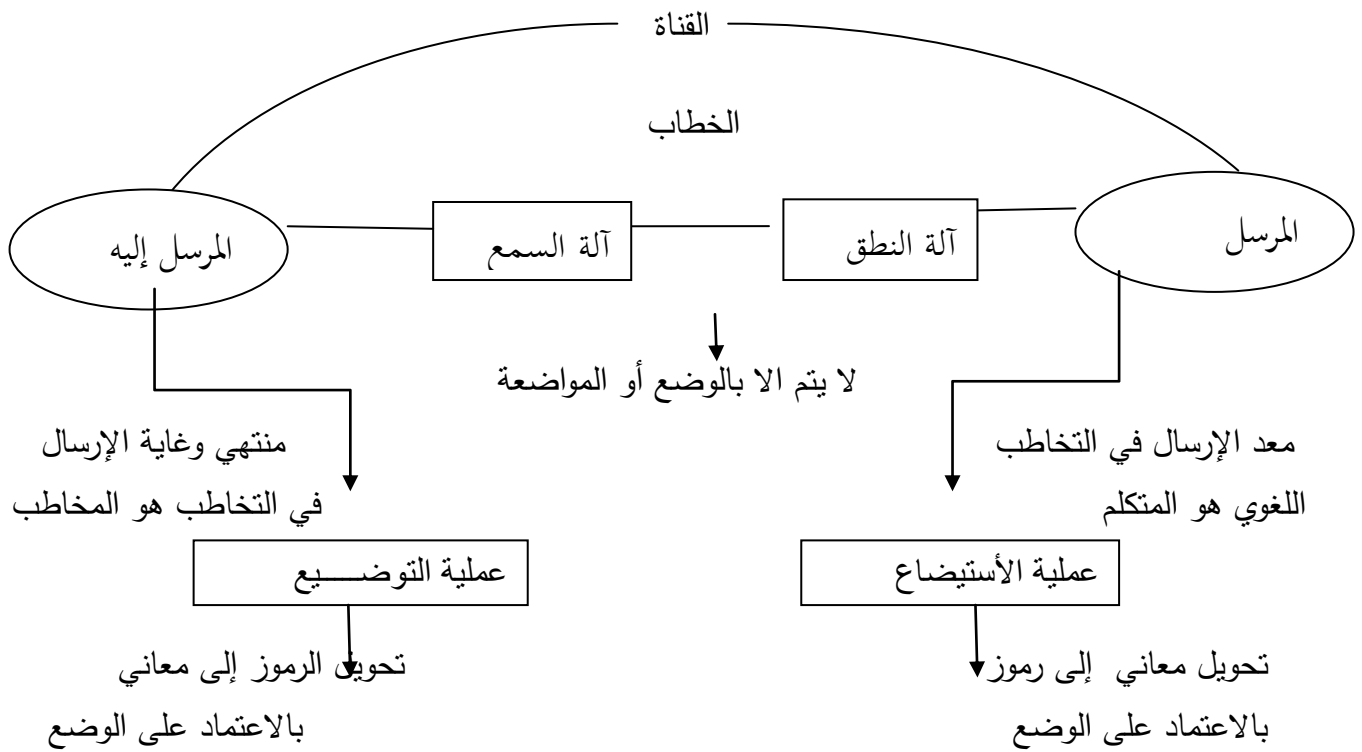 القناة
الخطاب
المرسل
آلة النطق
آلة السمع
المرسل إليه
لا يتم الا بالوضع أو المواضعة
معد الإرسال في التخاطب
اللغوي هو المتكلم
منتهي وغاية الإرسال
في التخاطب هو المخاطب
عملية الأستيضاع
عملية التوضـــــيع
تحويل معاني إلى رموز
بالاعتماد على الوضع
تحويل الرموز إلى معاني
بالاعتماد على الوضع